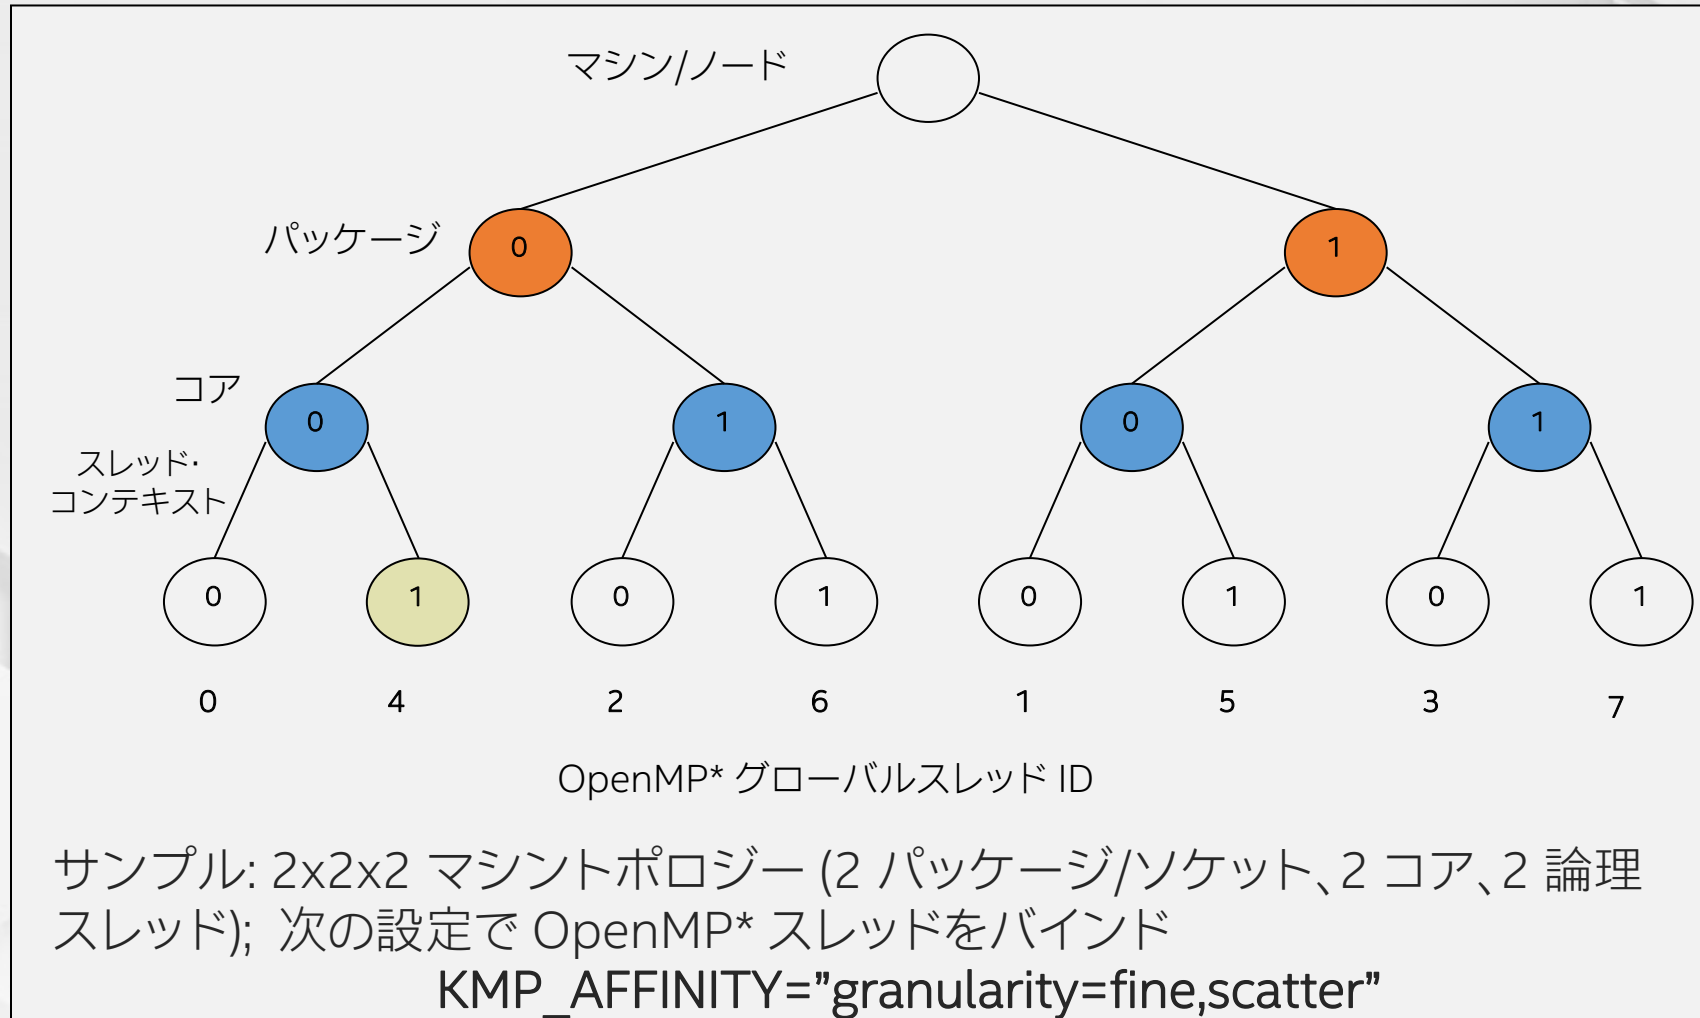 マシン/ノード
パッケージ
0
1
コア
0
1
0
1
スレッド・
コンテキスト
0
1
0
1
0
1
0
1
0
4
2
6
1
5
3
7
OpenMP* グローバルスレッド ID
サンプル: 2x2x2 マシントポロジー (2 パッケージ/ソケット、2 コア、2 論理
スレッド);  次の設定で OpenMP* スレッドをバインド
KMP_AFFINITY=”granularity=fine,scatter”